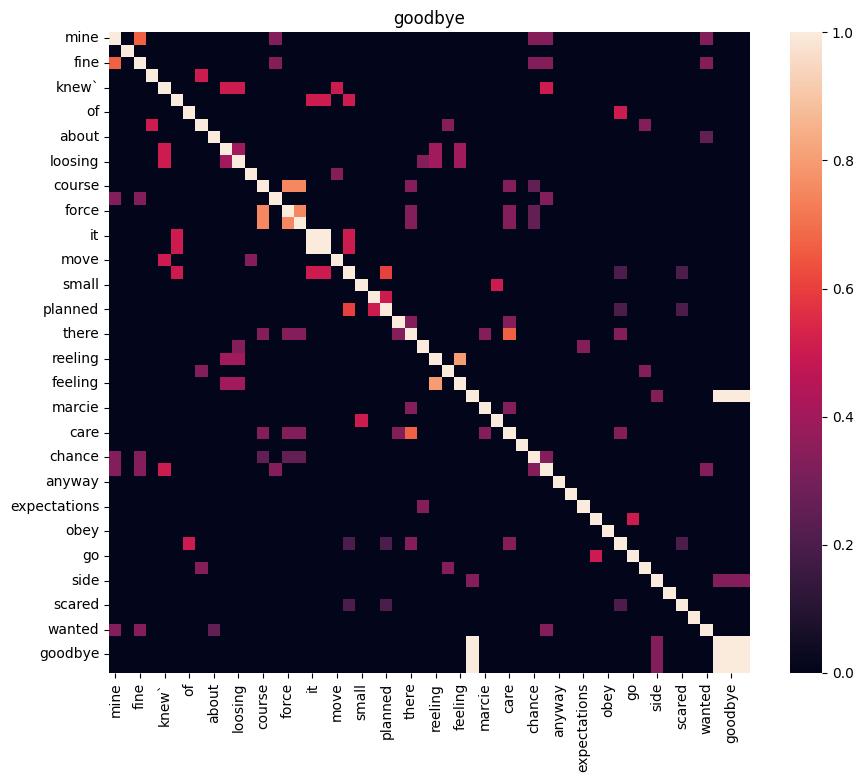 goodbye
mine
fine
knew`
of
about
loosing
course
force
it
move
small
planned
there
reeling
feeling
marcie
care
chance
anyway
expectations
obey
go
side
scared
wanted
goodbye
mine
fine
knew`
of
about
loosing
course
force
it
move
small
planned
there
reeling
feeling
marcie
care
chance
anyway
expectations
obey
go
side
scared
wanted
goodbye
1.0
0.8
0.6
0.4
0.2
0.0